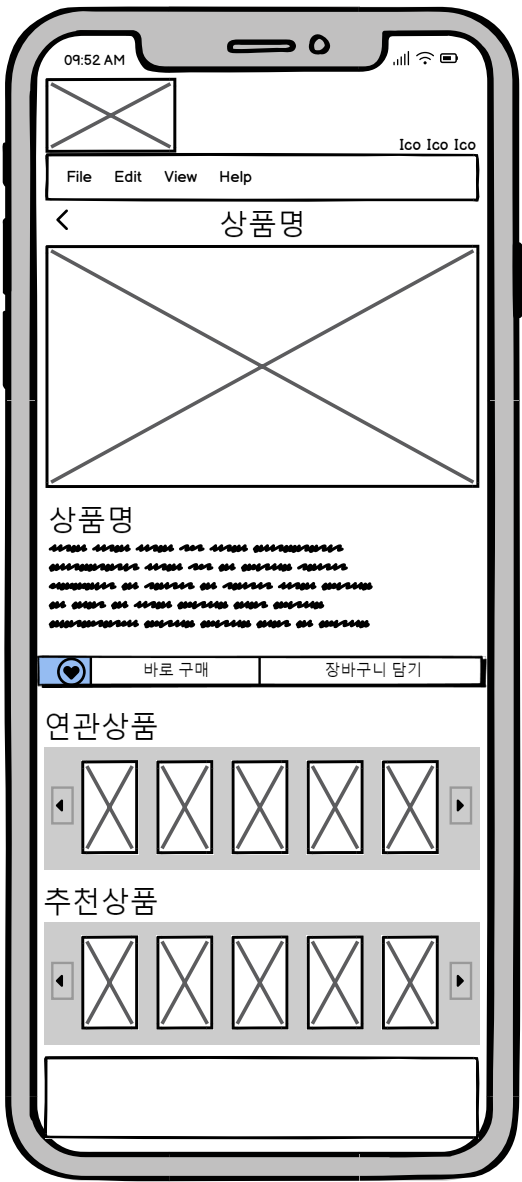 09:52 AM
Ico Ico Ico
File Edit View Help
상품명
상품명
바로 구매 장바구니 담기
연관상품
추천상품